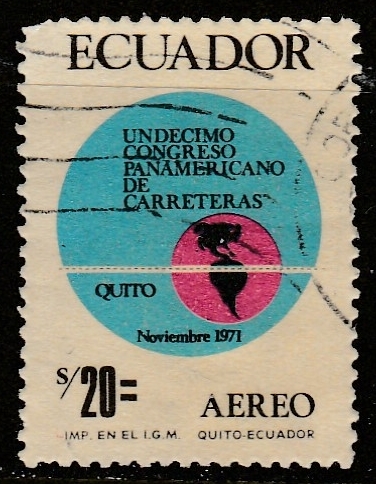 ECUADOR
UNDECIMO
CONGRESO
PANAMERICANO
DE
CARRETERAS
QUITO
Noviembre 1971
S/20=
AEREO
IMP. EN EL I.G.M. QUITO-ECUADOR